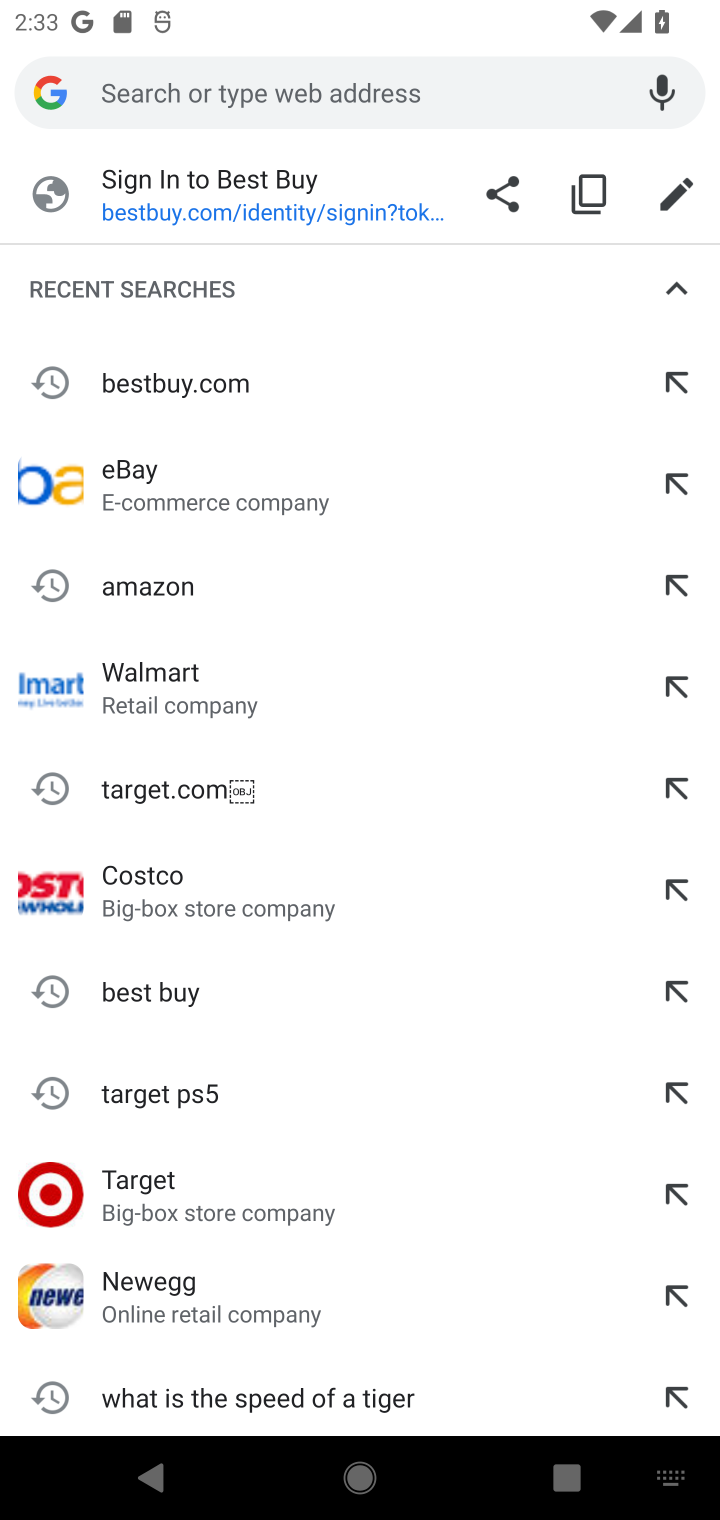 2:33
Search or type web address
Sign In to Best Buy
bestbuy.com/identity/signin?tok...
RECENT SEARCHES
bestbuy.com
eBay
E-commerce company
amazon
Walmart
Retail company
target.com￼
Costco
Big-box store company
best buy
target ps5
Target
Big-box store company
Newegg
Online retail company
what is the speed of a tiger